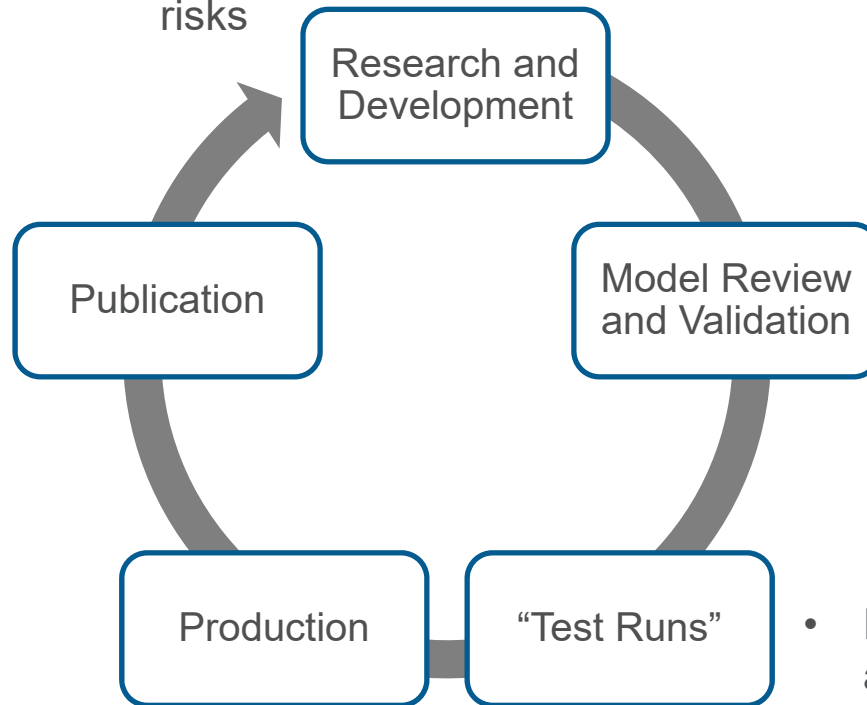 risks
Research and
Development
Publication
Model Review
and Validation
Production
“Test Runs”
•